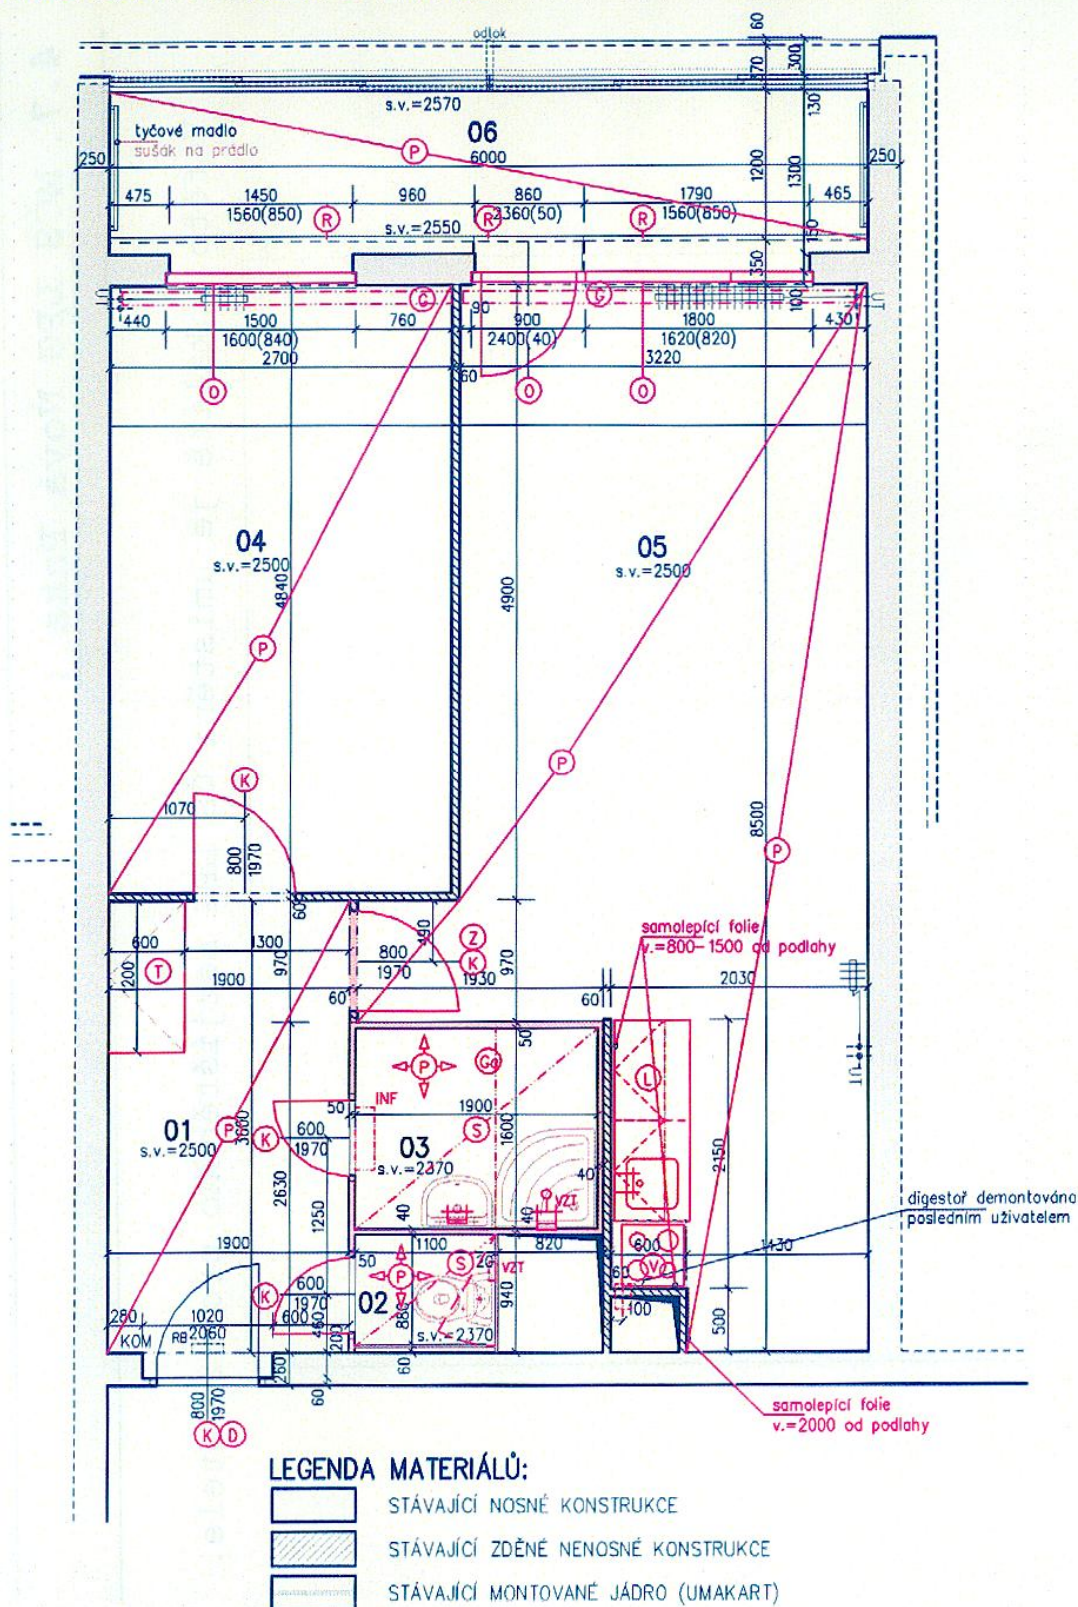 odtok
60
300
370
s.v.=2570
130
06
tyčové madlo
sušák na prádlo
P
250
6000
1200
1300
250
475
1450
960
860
1790
465
1560(850)
R
R
2360(50)
R
1560(850)
s.v.=2550
150
350
UT
G
G
100
UT
440
1500
760
90
900
1800
430
1600(840)
2400(40)
1620(820)
2700
60
3220
O
O
O
04
s.v.=2500
4840
4900
05
s.v.=2500
P
P
K
1070
8500
P
800
1970
60
490
samolepící folie
v.=800–1500 od podlahy
Z
600
1300
970
800
K
970
T
1970
1900
1930
2030
60
60
50
P
INF
L
UT
50
1900
1600
01
P
s.v.=2500
600
K
1970
03
S
s.v.=2370
2150
2630
40
1250
40
40
VZT
digestoř demontována
posledním uživatelem
1900
1100
820
600
1430
50
S
VZT
P
60
V
K
600
1970
02
940
280
1020
600
460
100
500
KOM
RB
2060
s.v.=2370
200
260
60
60
800
1970
K
D
samolepící folie
v.=2000 od podlahy
LEGENDA MATERIÁLŮ:
STÁVAJÍCÍ NOSNÉ KONSTRUKCE
STÁVAJÍCÍ ZDĚNÉ NENOSNÉ KONSTRUKCE
STÁVAJÍCÍ MONTOVANÉ JÁDRO (UMAKART)